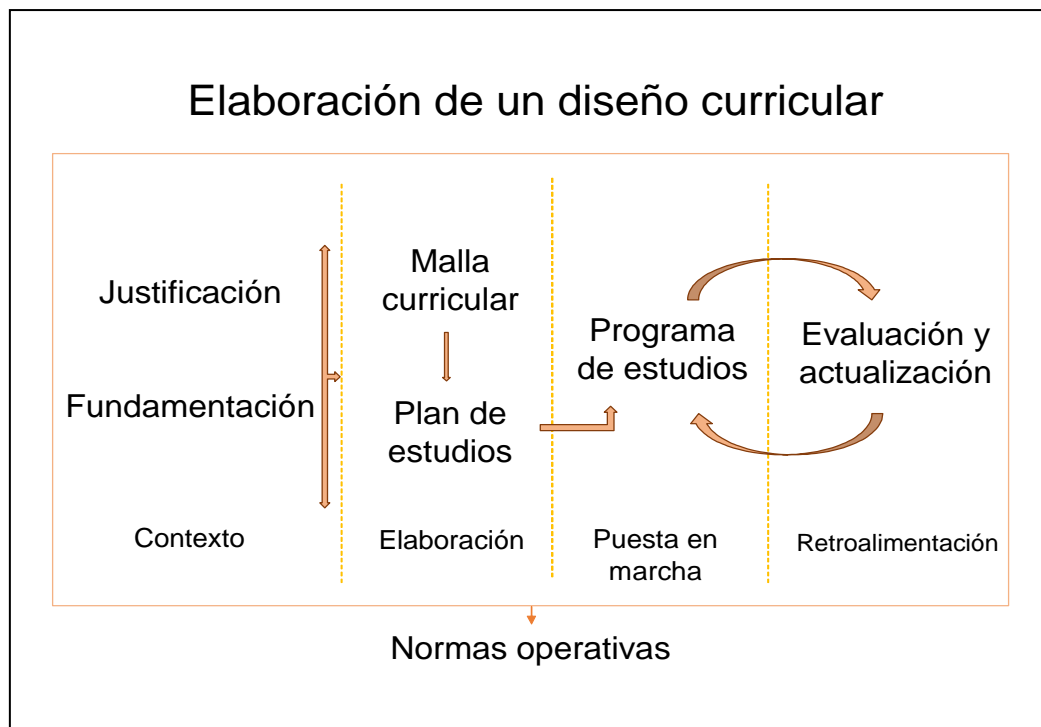 Elaboración de un diseño curricular
Justificación
Fundamentación
Contexto
Malla
curricular
Plan de
estudios
Elaboración
Programa
de estudios
Puesta en
marcha
Evaluación y
actualización
Retroalimentación
Normas operativas